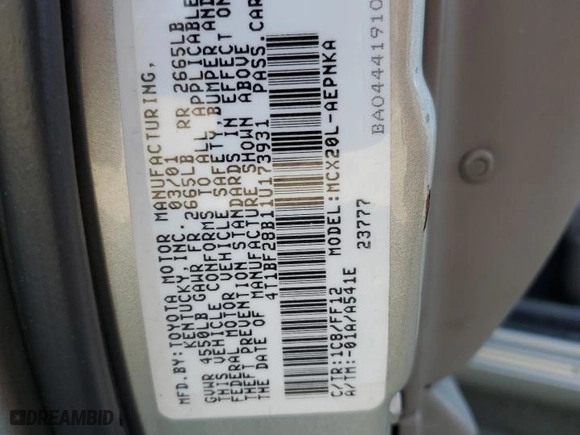 MFD.BY:TOYOTA MOTOR MANUFACTURING,
KENTUCKY, INC. 03/01
GVWR 4550LB GAWR FR 2665LB RR 2665LB
THIS VEHICLE CONFORMS TO ALL APPLICABLE
FEDERAL MOTOR VEHICLE SAFETY, BUMPER AND
THEFT PREVENTION STANDARDS IN EFFECT ON
THE DATE OF MANUFACTURE SHOWN ABOVE
4T1BF28B11U173931 PASS. CAR
C/TR:1C8/FF12 MODEL:MCX20L-AEPNKA
A/TM:-01A/A541E 23777
BA04441910
DREAMBID